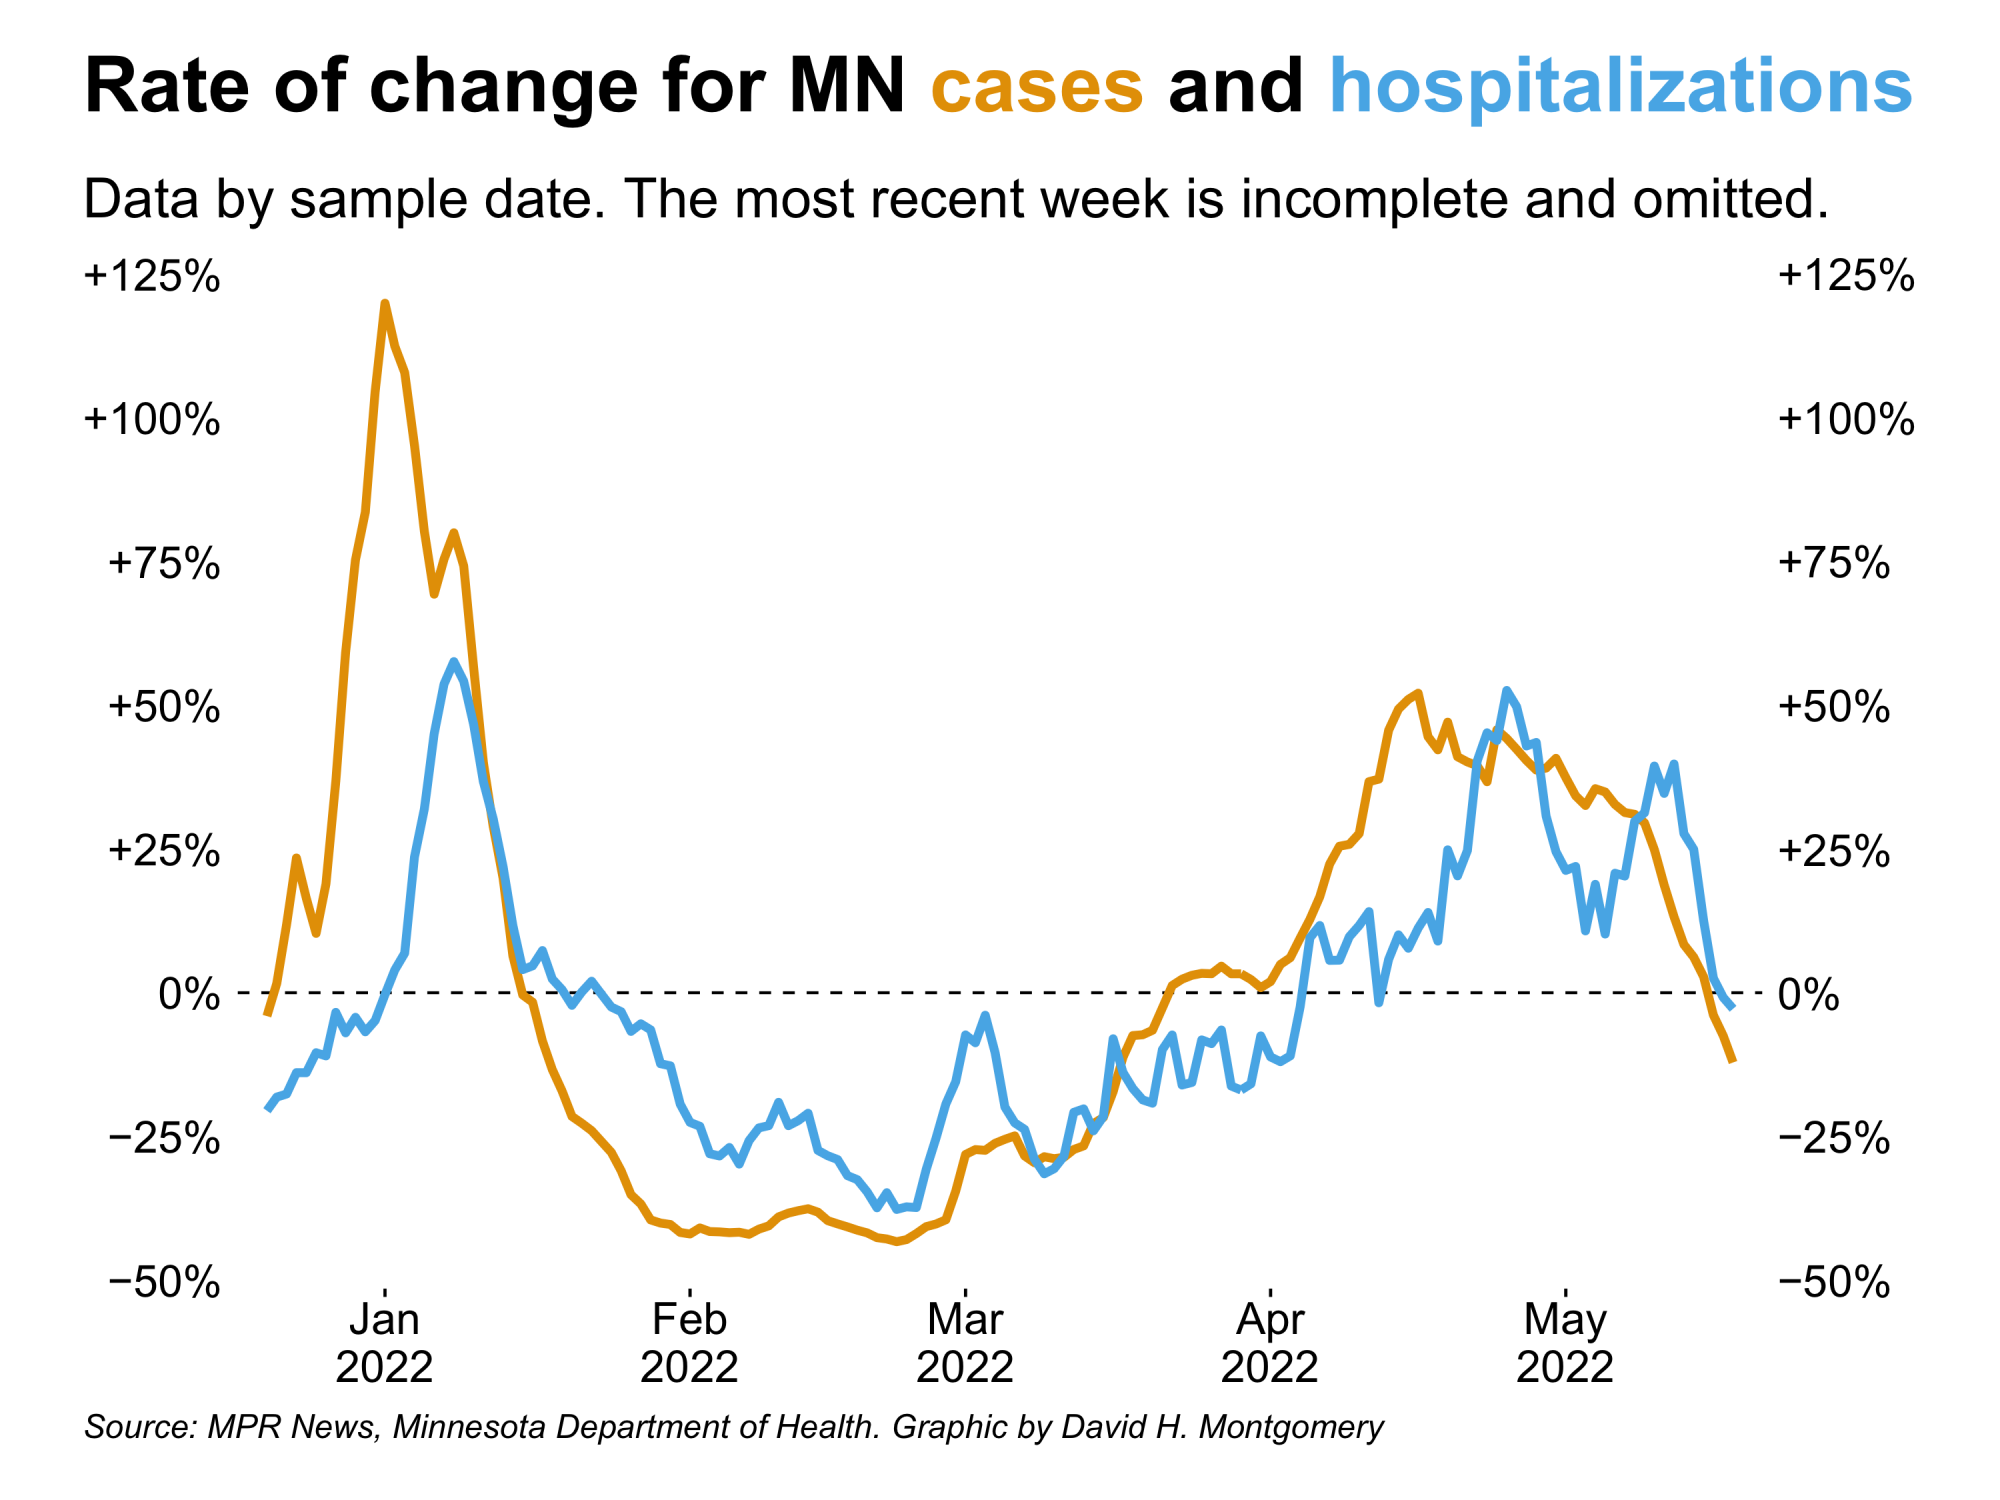 Rate of change for MN cases and hospitalizations
Data by sample date. The most recent week is incomplete and omitted.
+125% +125%
+100% +100%
+75% +75%
+50% +50%
+25% +25%
0% 0%
−25% −25%
−50% −50%
Jan Feb Mar Apr May
2022 2022 2022 2022 2022
Source: MPR News, Minnesota Department of Health. Graphic by David H. Montgomery